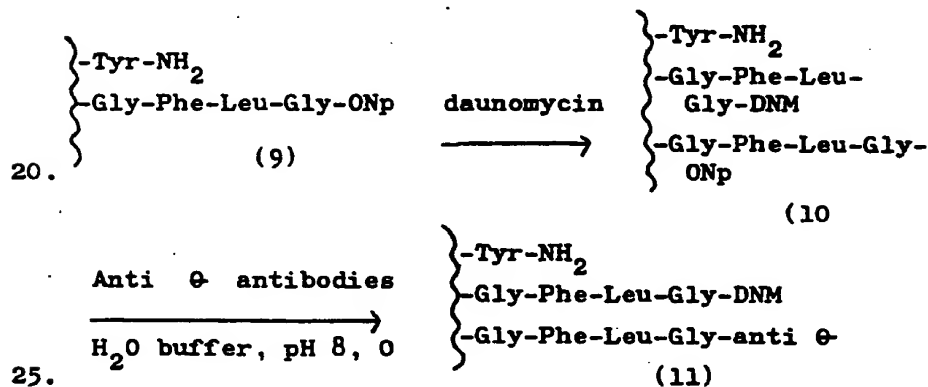 -Tyr-NH2
-Gly-Phe-Leu-Gly-ONp
(9)
20.
daunomycin
-Tyr-NH2
-Gly-Phe-Leu-
Gly-DNM
-Gly-Phe-Leu-Gly-
ONp
(10
Anti θ antibodies
H2O buffer, pH 8, 0
25.
-Tyr-NH2
-Gly-Phe-Leu-Gly-DNM
-Gly-Phe-Leu-Gly-anti θ
(11)